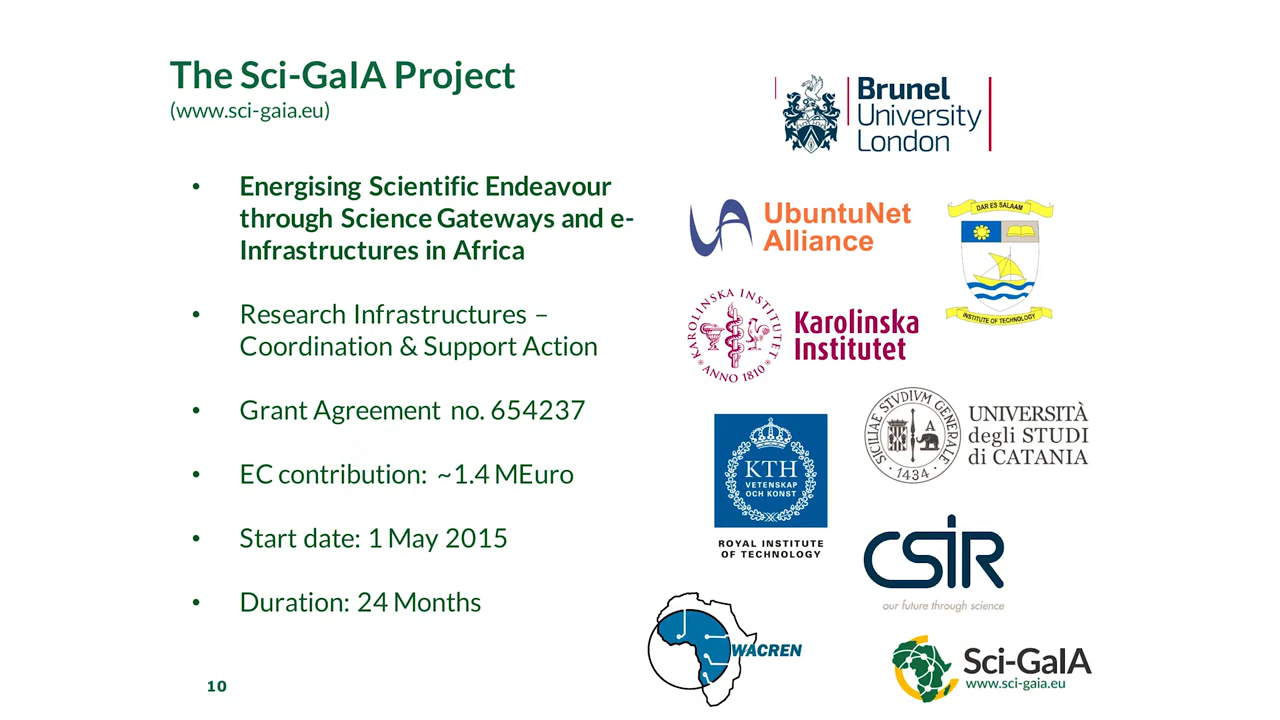 The Sci-GaIA Project
(www.sci-gaia.eu)
• Energising Scientific Endeavour
through Science Gateways and e-
Infrastructures in Africa
• Research Infrastructures –
Coordination & Support Action
• Grant Agreement no. 654237
• EC contribution: ~1.4 MEuro
• Start date: 1 May 2015
• Duration: 24 Months
10
Brunel
University
London
UbuntuNet
Alliance
DAR ES SALAAM
INSTITUTE OF TECHNOLOGY
KAROLINSKA INSTITUTET
ANNO 1810
Karolinska
Institutet
SICILIAE STVDIVM GENERALE
1434
UNIVERSITÀ
degli STUDI
di CATANIA
KTH
VETENSKAP
OCH KONST
ROYAL INSTITUTE
OF TECHNOLOGY
CSIR
our future through science
WACREN
Sci-GaIA
www.sci-gaia.eu